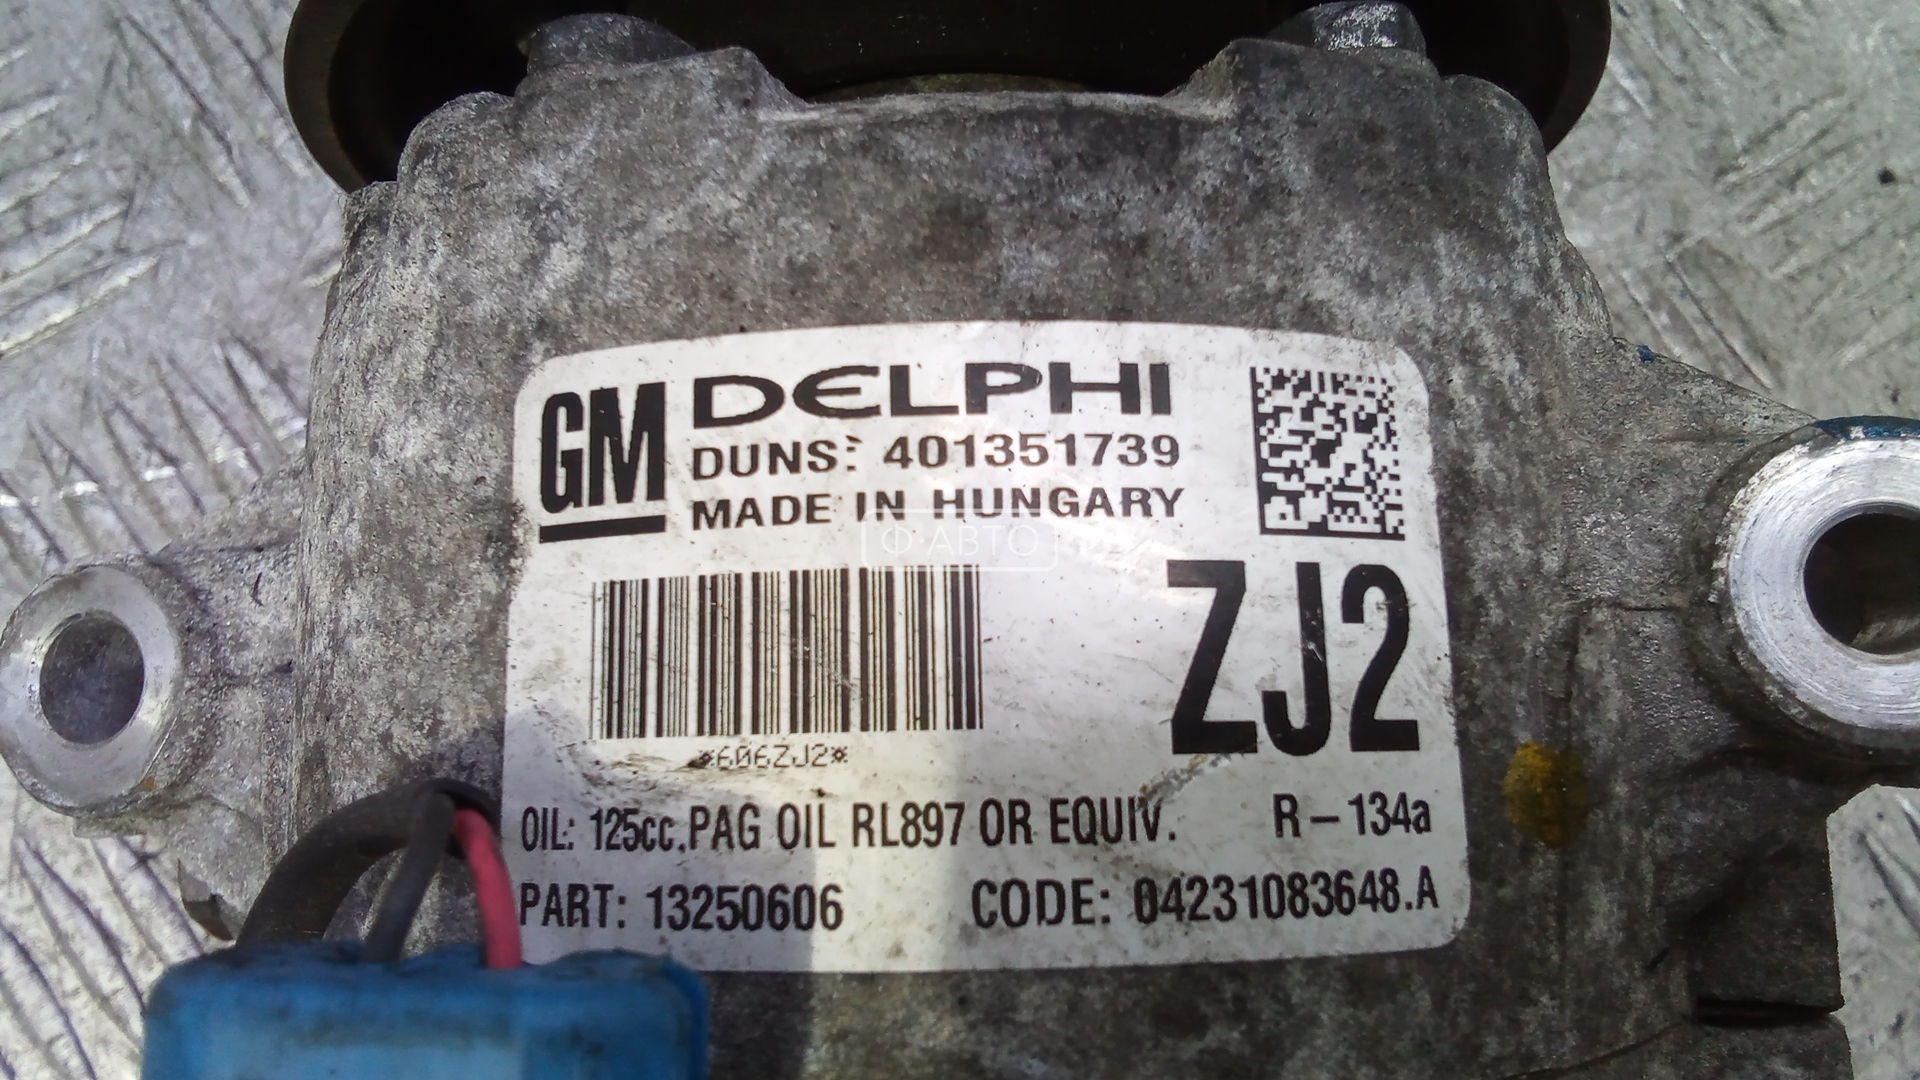 GM DELPHI
DUNS: 401351739
MADE IN HUNGARY
Ф·АВТО
ZJ2
*606ZJ2*
OIL: 125cc. PAG OIL RL897 OR EQUIV. R-134a
PART: 13250606 CODE: 04231083648.A